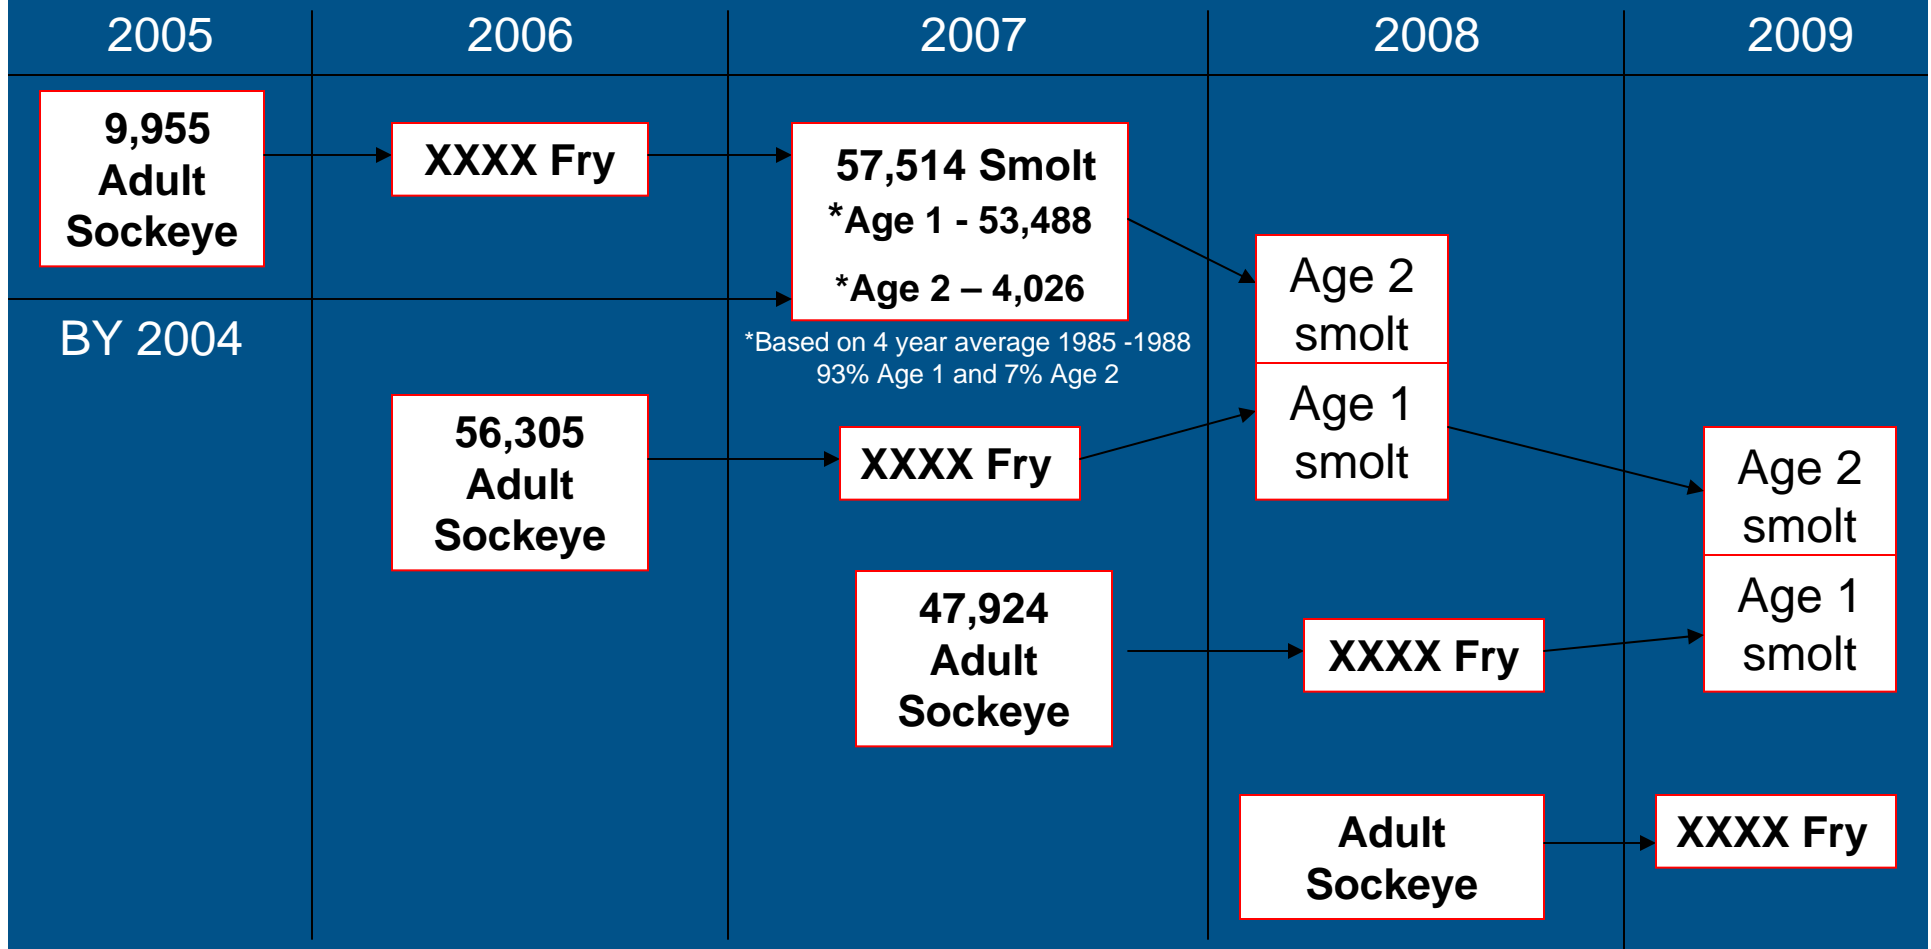 2005
2006
2007
2008
2009
9,955
Adult
Sockeye
XXXX Fry
57,514 Smolt
*Age 1 - 53,488
*Age 2 – 4,026
*Based on 4 year average 1985 -1988
93% Age 1 and 7% Age 2
Age 2
smolt
Age 1
smolt
BY 2004
56,305
Adult
Sockeye
XXXX Fry
Age 2
smolt
Age 1
smolt
47,924
Adult
Sockeye
XXXX Fry
Adult
Sockeye
XXXX Fry